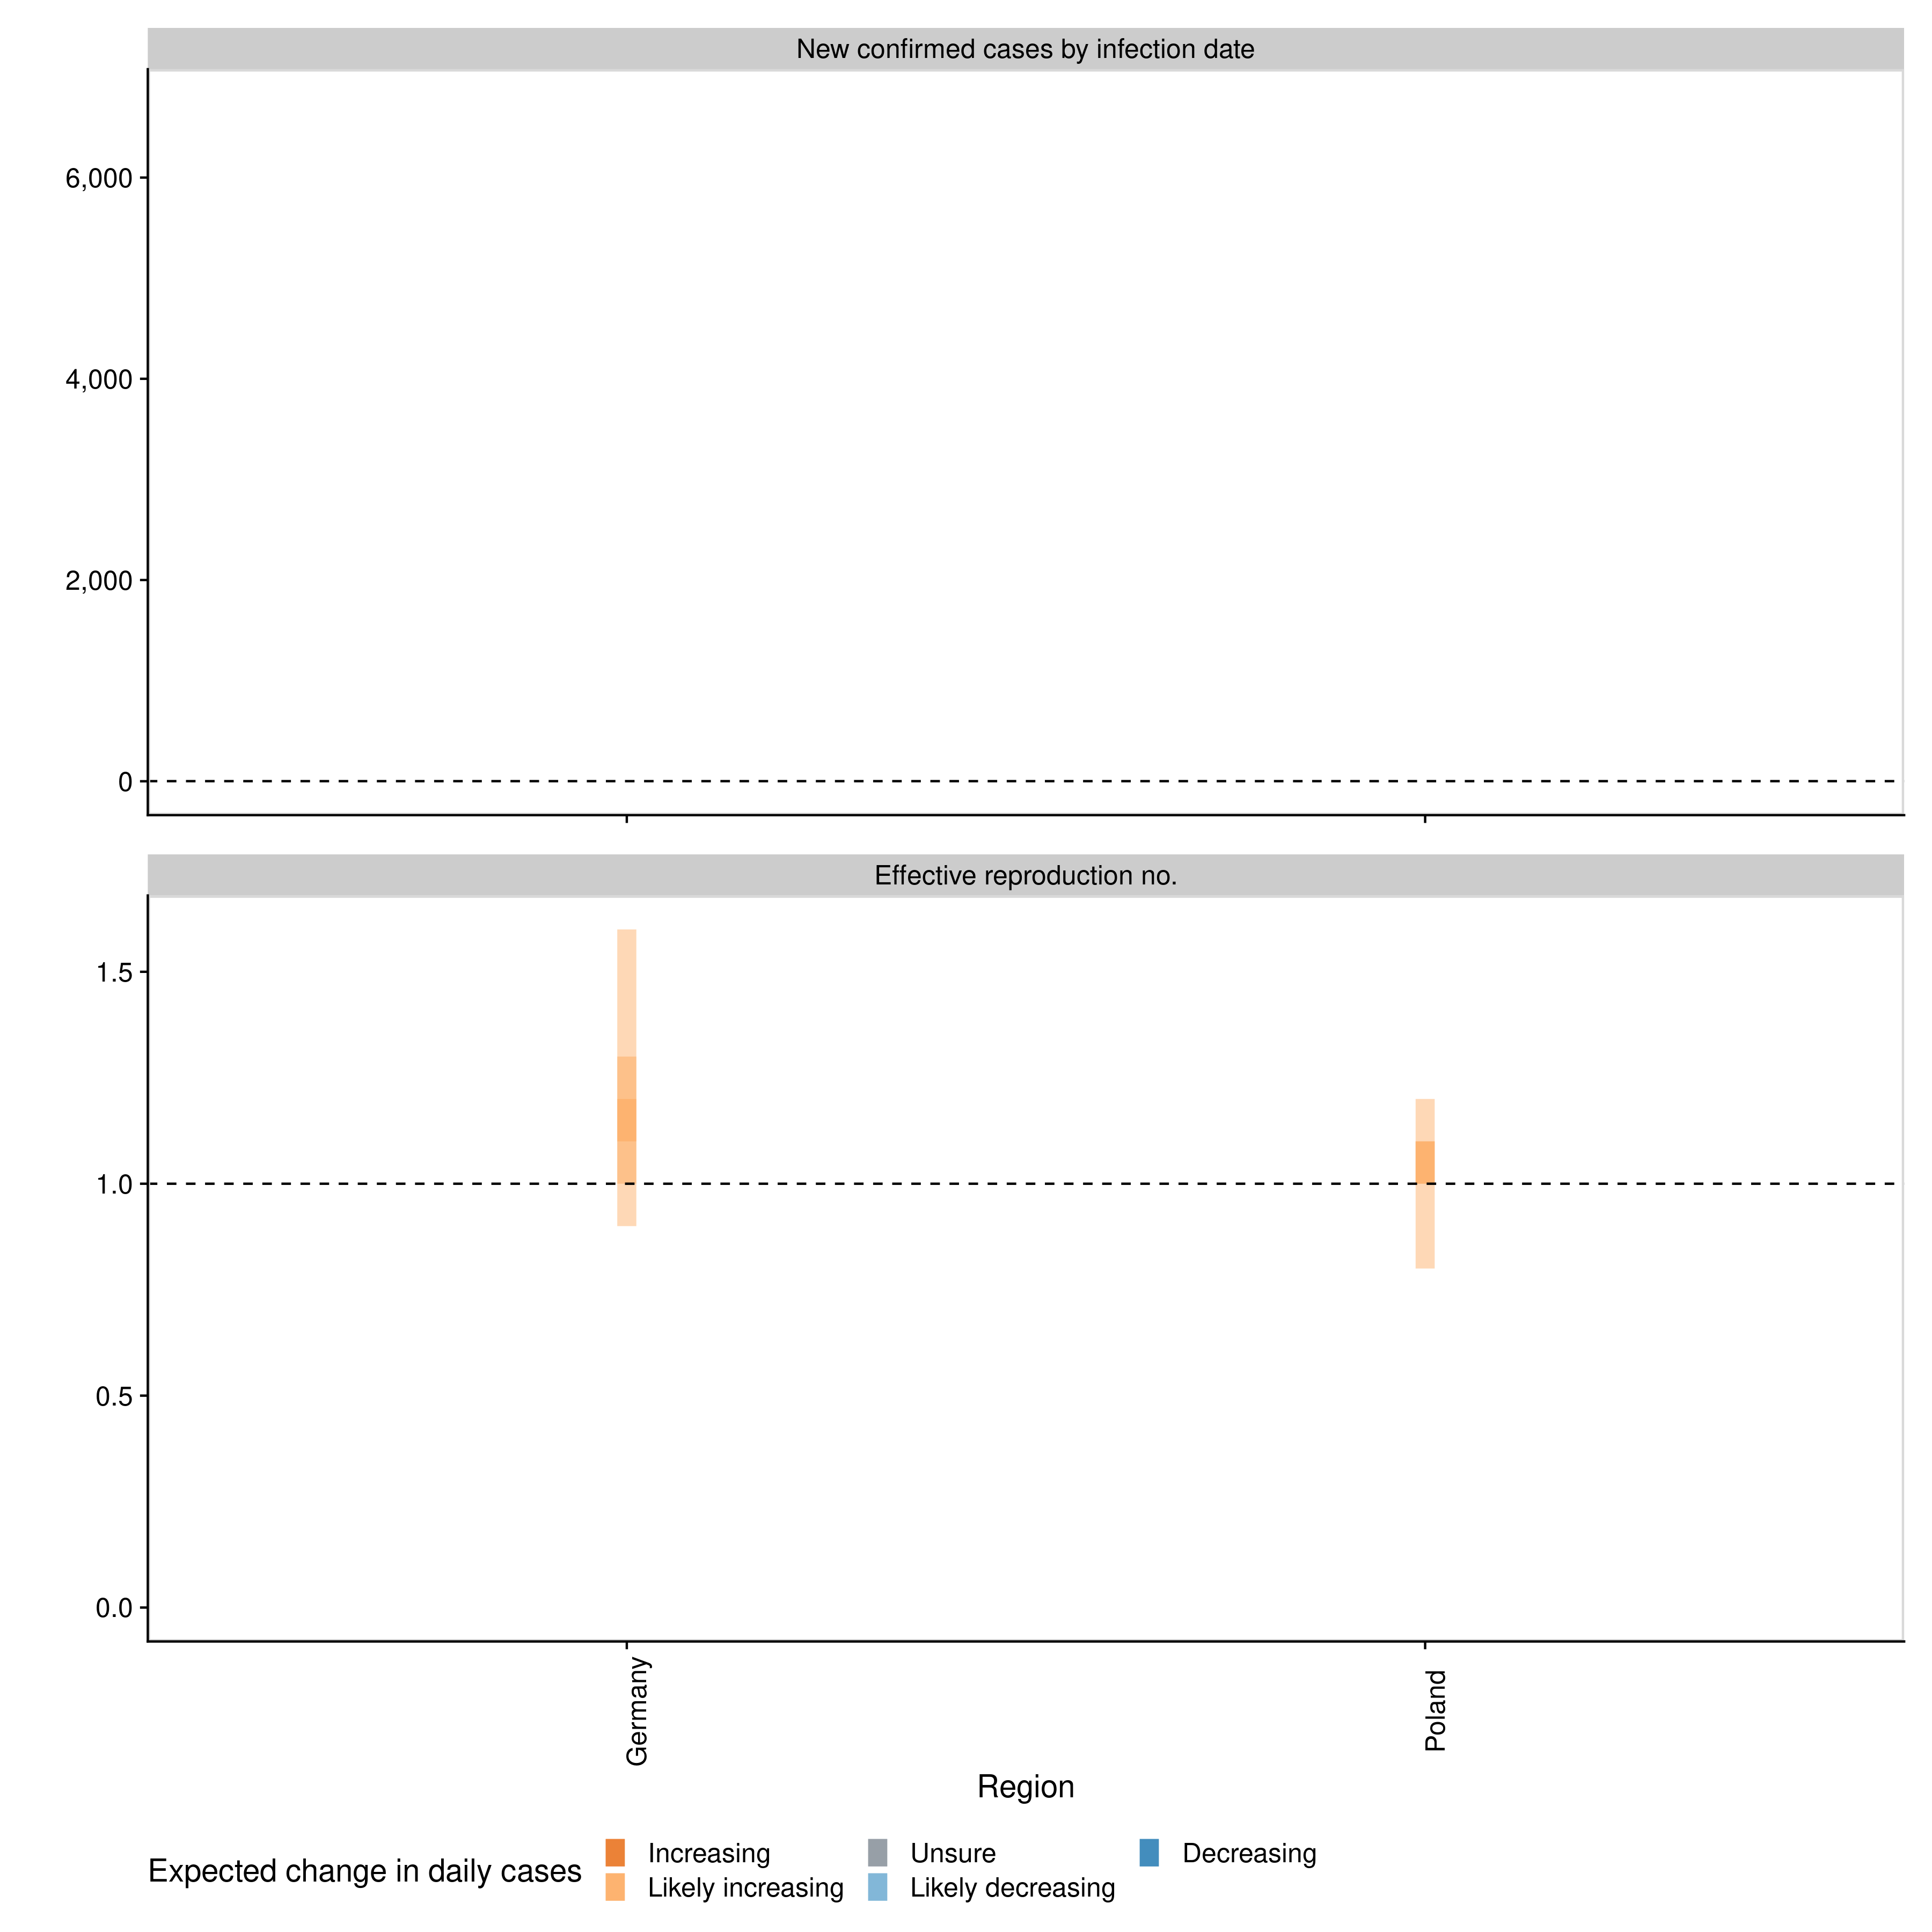 New confirmed cases by infection date
6,000
4,000
2,000
0
Effective reproduction no.
1.5
1.0
0.5
0.0
Germany
Poland
Region
Expected change in daily cases
Increasing
Likely increasing
Unsure
Likely decreasing
Decreasing